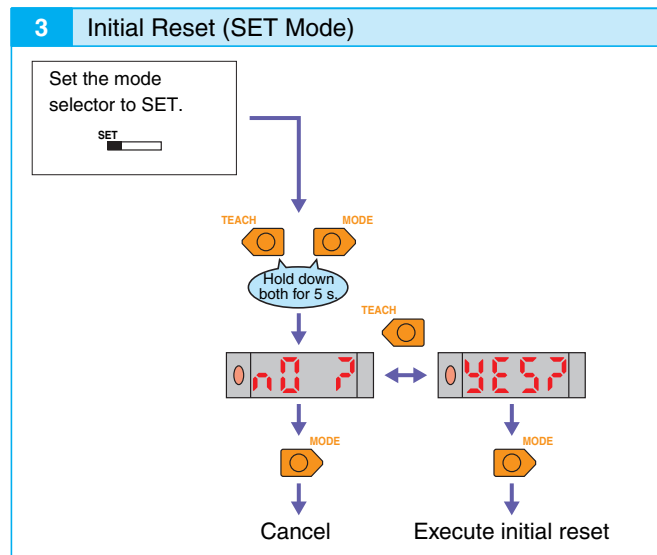 3 Initial Reset (SET Mode)
Set the mode
selector to SET.
SET
TEACH MODE
Hold down
both for 5 s.
TEACH
nO ? YES?
MODE MODE
Cancel Execute initial reset